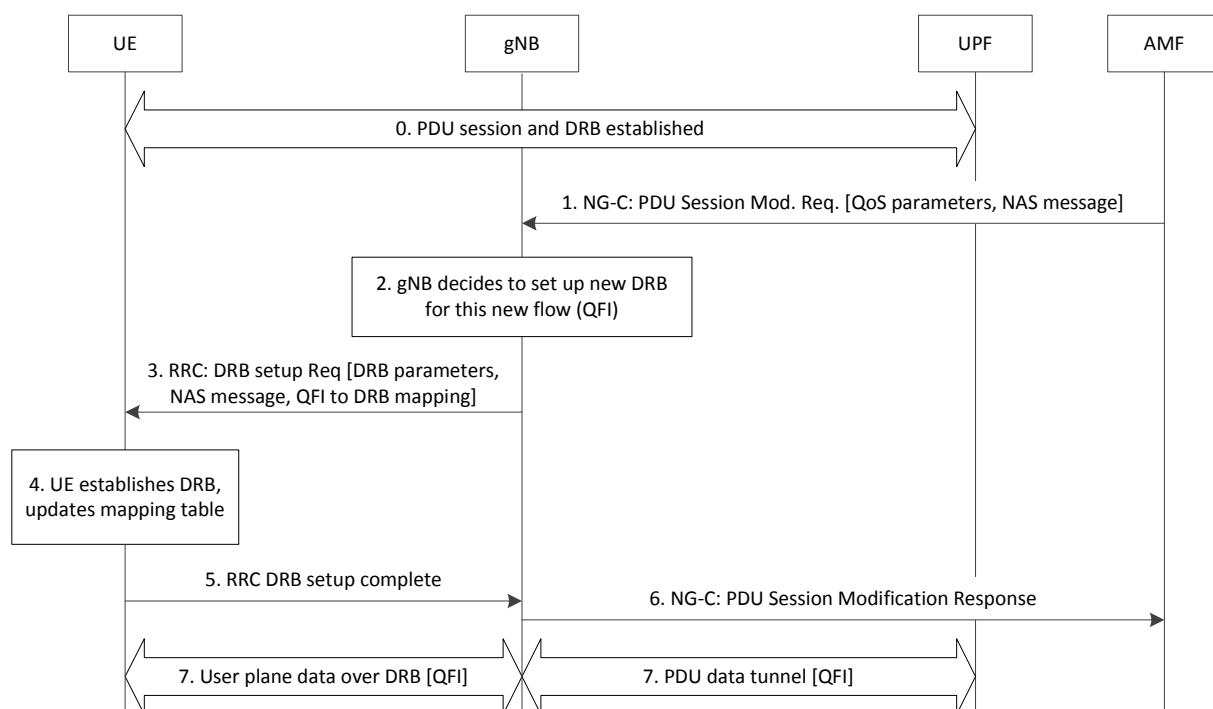 UE
gNB
UPF
AMF
0. PDU session and DRB established
1. NG-C: PDU Session Mod. Req. [QoS parameters, NAS message]
2. gNB decides to set up new DRB
for this new flow (QFI)
3. RRC: DRB setup Req [DRB parameters,
NAS message, QFI to DRB mapping]
4. UE establishes DRB,
updates mapping table
5. RRC DRB setup complete
6. NG-C: PDU Session Modification Response
7. User plane data over DRB [QFI]
7. PDU data tunnel [QFI]